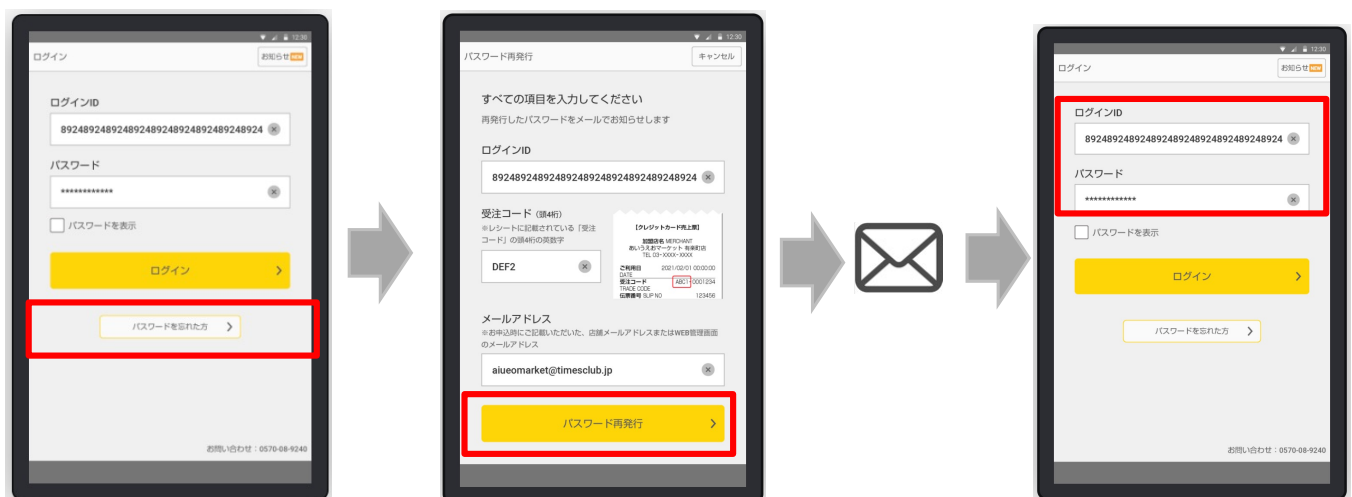 12:30
ログイン
お知らせ NEW
ログインID
89248924892489248924892489248924
パスワード
************
パスワードを表示
ログイン
パスワードを忘れた方
お問い合わせ：0570-08-9240
12:30
パスワード再発行
キャンセル
すべての項目を入力してください
再発行したパスワードをメールでお知らせします
ログインID
89248924892489248924892489248924
受注コード（頭4桁）
※レシートに記載されている「受注
コード」の頭4桁の英数字
DEF2
【クレジットカード売上票】
加盟店名 MERCHANT
あいうえおマーケット 有楽町店
TEL 03-XXXX-XXXX
ご利用日 2021/02/01 00:00:00
DATE
受注コード ABC1-0001234
TRADE CODE
伝票番号 SLIP NO 123456
メールアドレス
※お申込時にご記載いただいた、店舗メールアドレスまたはWEB管理画面
のメールアドレス
aiueomarket@timesclub.jp
パスワード再発行
12:30
ログイン
お知らせ NEW
ログインID
89248924892489248924892489248924
パスワード
************
パスワードを表示
ログイン
パスワードを忘れた方
お問い合わせ：0570-08-9240